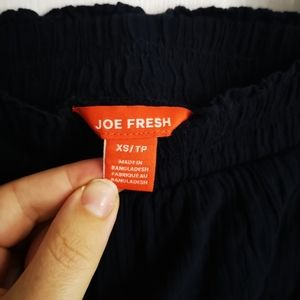 JOE FRESH
XS/TP
MADE IN
BANGLADESH
FABRIQUÉ AU
BANGLADESH